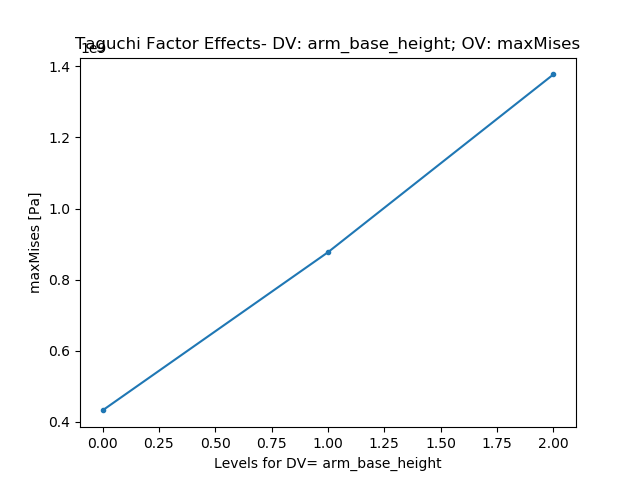 Taguchi Factor Effects- DV: arm_base_height; OV: maxMises
1e9
1.4
1.2
1.0
0.8
0.6
0.4
maxMises [Pa]
0.00 0.25 0.50 0.75 1.00 1.25 1.50 1.75 2.00
Levels for DV= arm_base_height